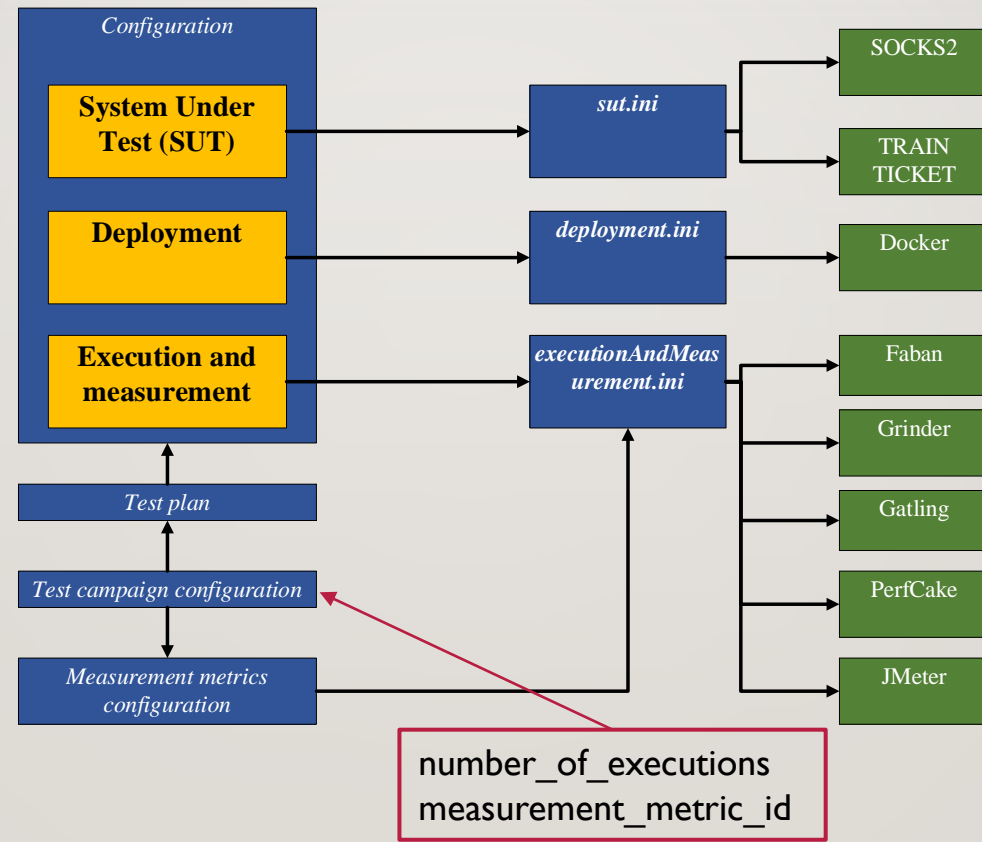 Configuration
System Under
Test (SUT)
Deployment
Execution and
measurement
Test plan
Test campaign configuration
Measurement metrics
configuration
sut.ini
deployment.ini
executionAndMeas
urement.ini
SOCKS2
TRAIN
TICKET
Docker
Faban
Grinder
Gatling
PerfCake
JMeter
number_of_executions
measurement_metric_id